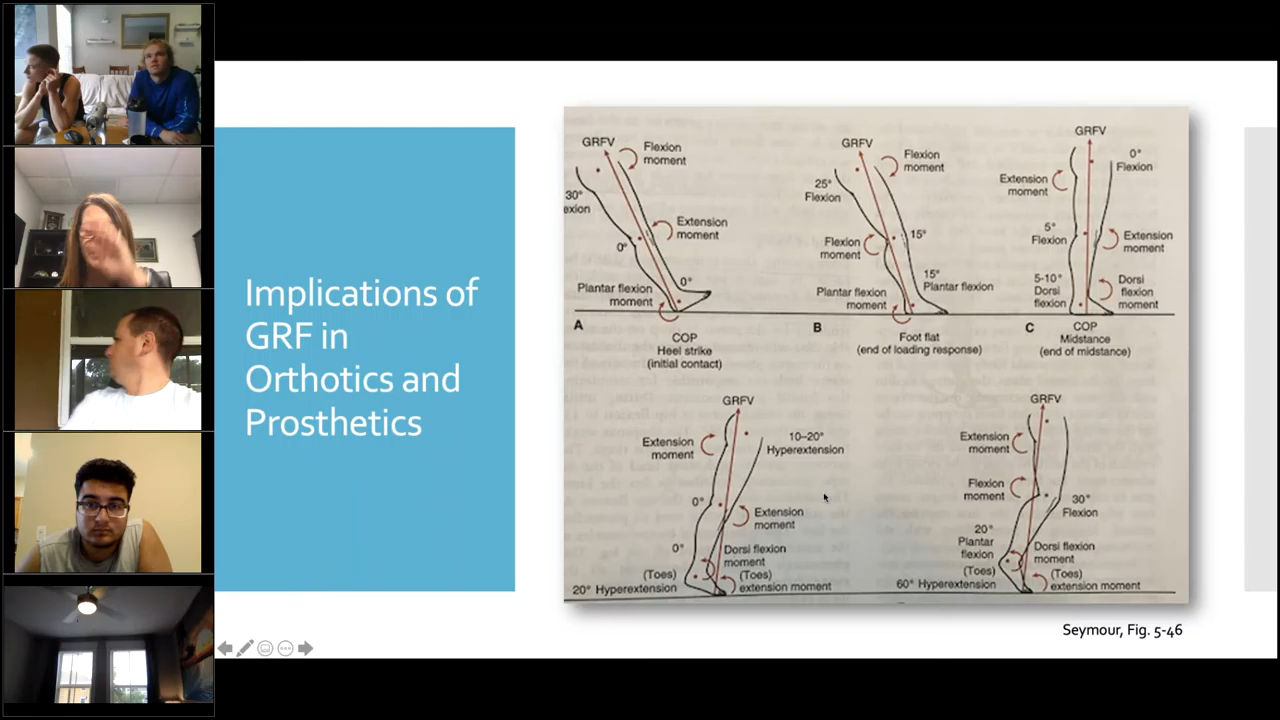 Implications of
GRF in
Orthotics and
Prosthetics
GRFV
Flexion
moment
30°
exion
Extension
moment
0°
0°
Plantar flexion
moment
A
COP
Heel strike
(initial contact)
GRFV
Flexion
moment
25°
Flexion
Flexion
moment
15°
15°
Plantar flexion
Plantar flexion
moment
B
Foot flat
(end of loading response)
GRFV
0°
Flexion
Extension
moment
5°
Flexion
Extension
moment
5-10°
Dorsi
flexion
Dorsi
flexion
moment
C
COP
Midstance
(end of midstance)
GRFV
Extension
moment
10–20°
Hyperextension
0°
Extension
moment
0°
Dorsi flexion
moment
(Toes)
20° Hyperextension
(Toes)
extension moment
GRFV
Extension
moment
Flexion
moment
30°
Flexion
20°
Plantar
flexion
Dorsi flexion
moment
(Toes)
60° Hyperextension
(Toes)
extension moment
Seymour, Fig. 5-46